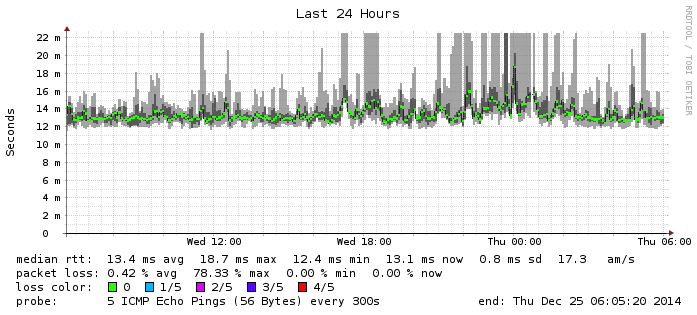 Last 24 Hours
RRDTOOL / TOBI OETIKER
Seconds
22 m
20 m
18 m
16 m
14 m
12 m
10 m
8 m
6 m
4 m
2 m
0
Wed 12:00 Wed 18:00 Thu 00:00 Thu 06:00
median rtt: 13.4 ms avg 18.7 ms max 12.4 ms min 13.1 ms now 0.8 ms sd 17.3 am/s
packet loss: 0.42 % avg 78.33 % max 0.00 % min 0.00 % now
loss color: 0 1/5 2/5 3/5 4/5
probe: 5 ICMP Echo Pings (56 Bytes) every 300s end: Thu Dec 25 06:05:20 2014